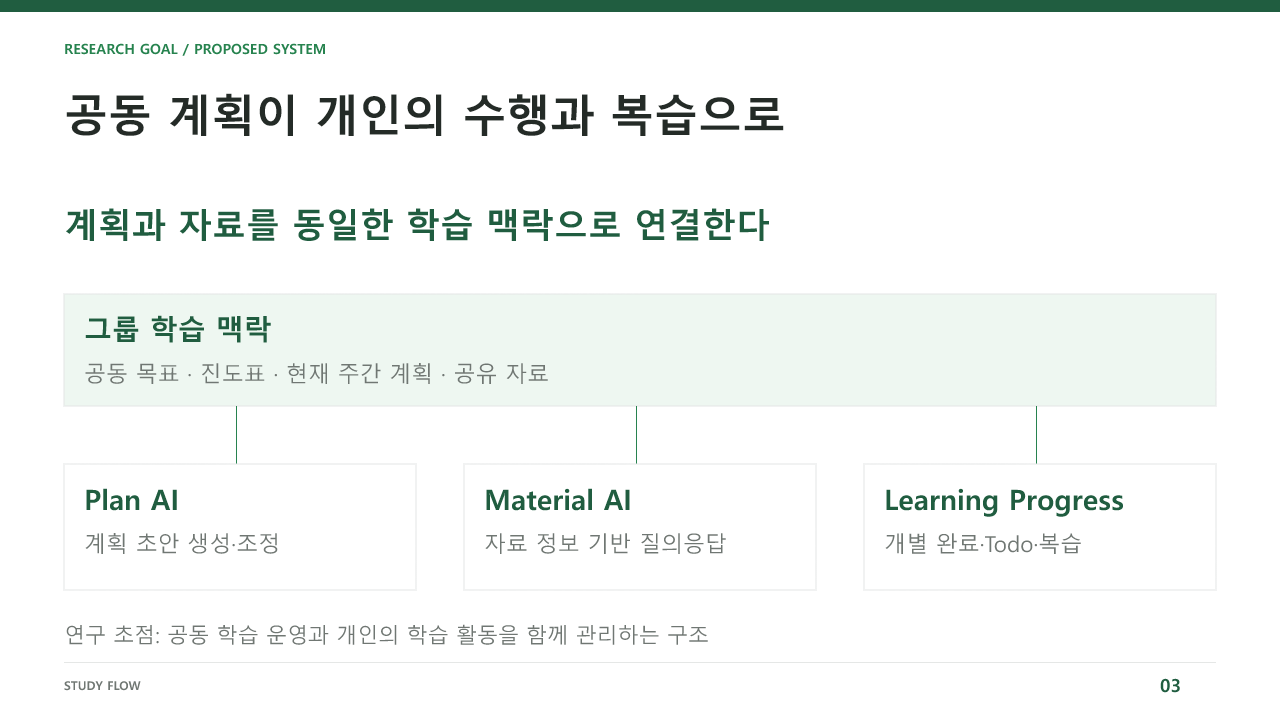 RESEARCH GOAL / PROPOSED SYSTEM
공동 계획이 개인의 수행과 복습으로
계획과 자료를 동일한 학습 맥락으로 연결한다
그룹 학습 맥락
공동 목표 · 진도표 · 현재 주간 계획 · 공유 자료
Plan AI
계획 초안 생성·조정
Material AI
자료 정보 기반 질의응답
Learning Progress
개별 완료·Todo·복습
연구 초점: 공동 학습 운영과 개인의 학습 활동을 함께 관리하는 구조
STUDY FLOW
03